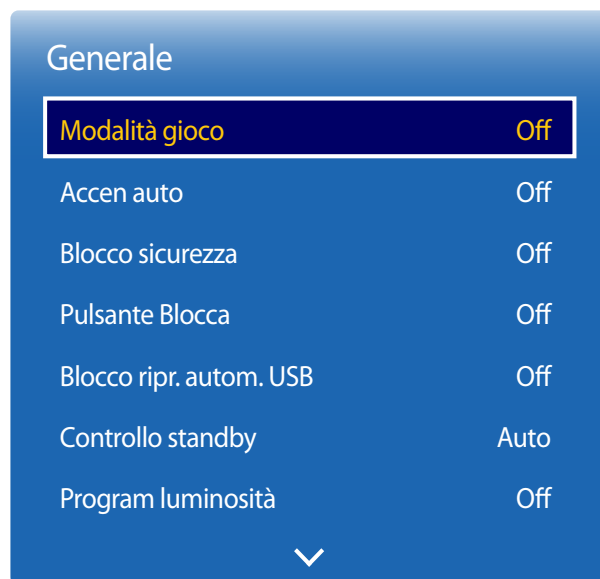 Generale
Modalità gioco Off
Accen auto Off
Blocco sicurezza Off
Pulsante Blocca Off
Blocco ripr. autom. USB Off
Controllo standby Auto
Program luminosità Off